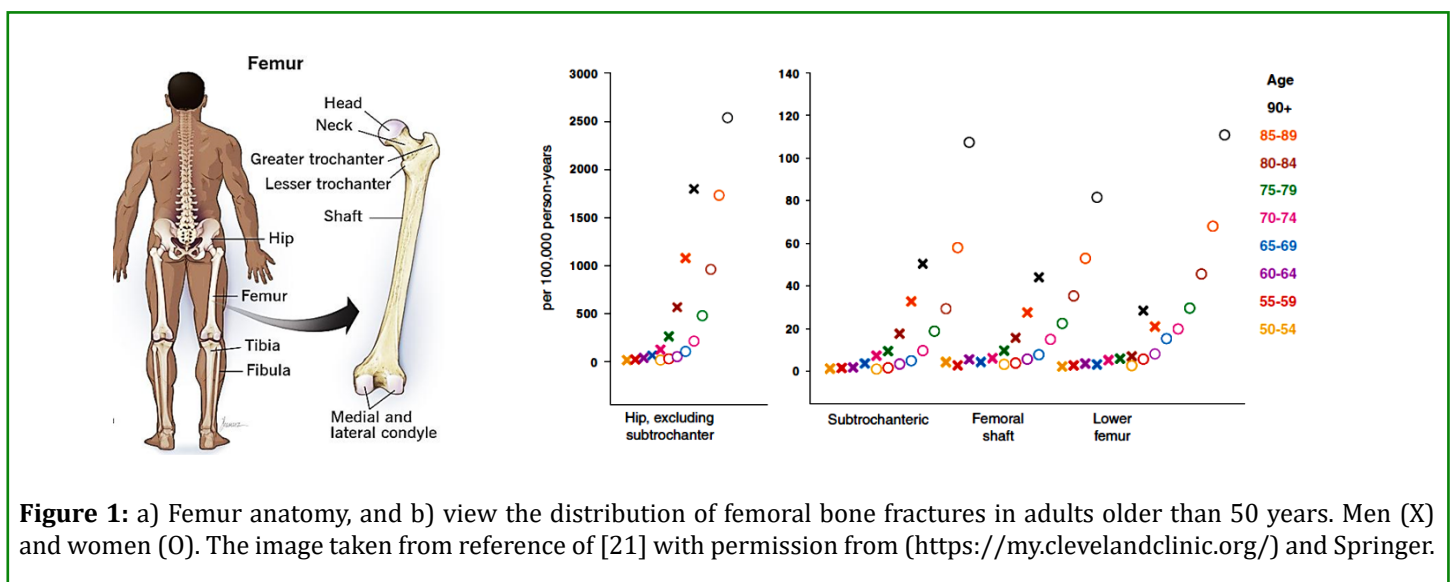 Femur
Head
Neck
Greater trochanter
Lesser trochanter
Shaft
Hip
Femur
Tibia
Fibula
Medial and
lateral condyle
per 100,000 person-years
3000
2500
2000
1500
1000
500
0
Hip, excluding
subtrochanter
140
120
100
80
60
40
20
0
Subtrochanteric
Femoral
shaft
Lower
femur
Age
90+
85-89
80-84
75-79
70-74
65-69
60-64
55-59
50-54
Figure 1: a) Femur anatomy, and b) view the distribution of femoral bone fractures in adults older than 50 years. Men (X)
and women (O). The image taken from reference of [21] with permission from (https://my.clevelandclinic.org/) and Springer.